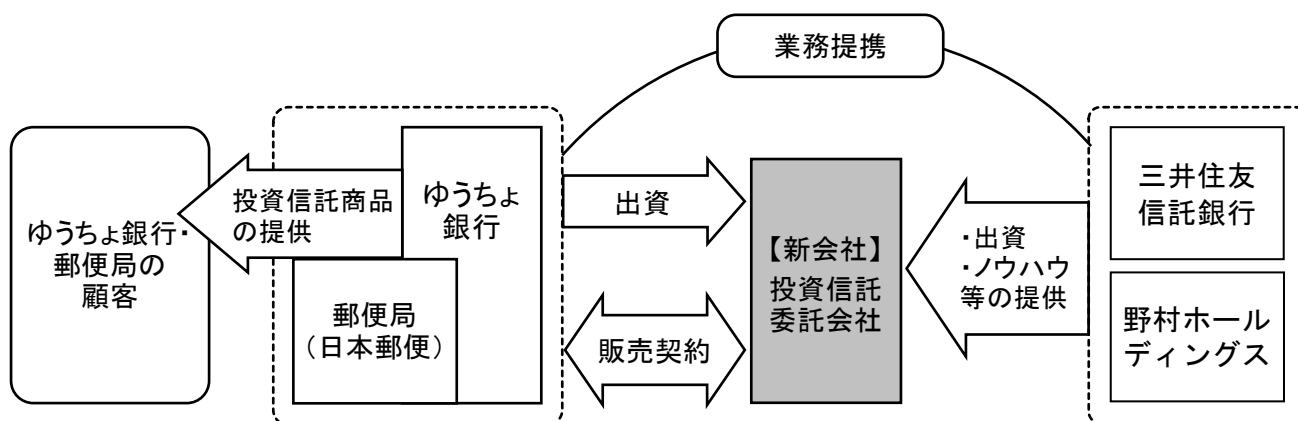 業務提携
ゆうちょ銀行・
郵便局の
顧客
投資信託商品
の提供
ゆうちょ
銀行
郵便局
（日本郵便）
出資
販売契約
【新会社】
投資信託
委託会社
・出資
・ノウハウ
等の提供
三井住友
信託銀行
野村ホール
ディングス